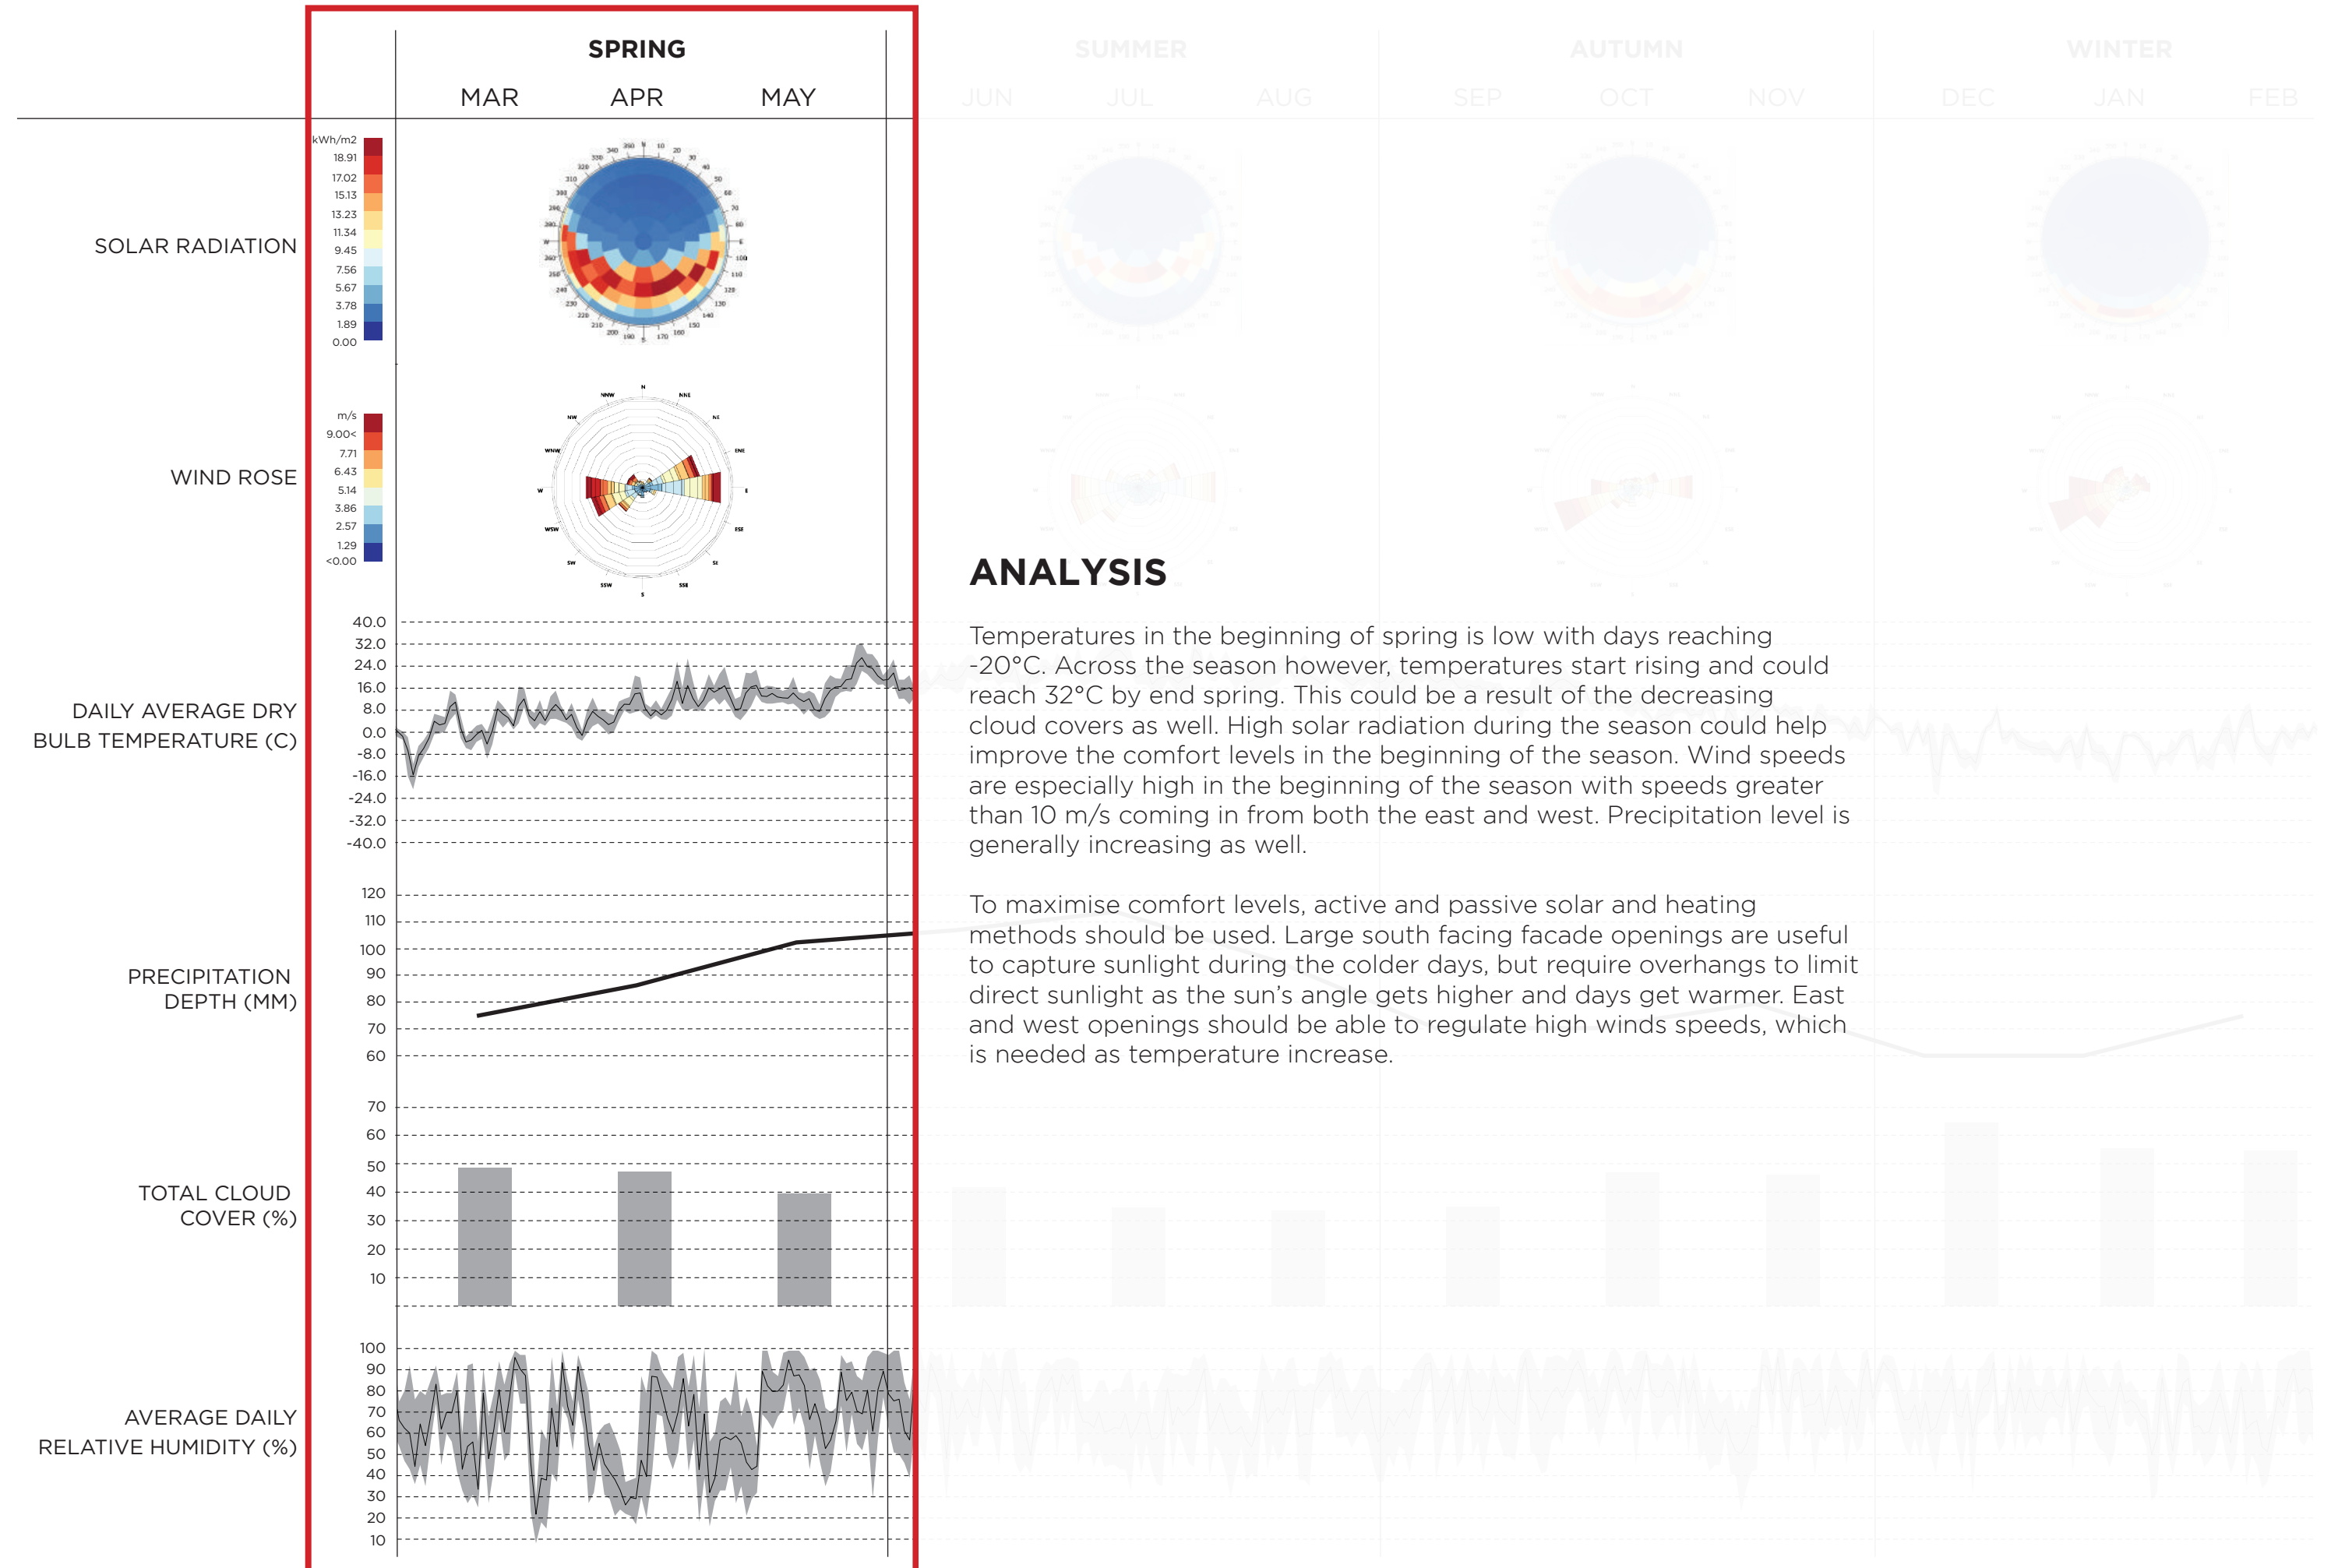 SPRING
SUMMER
AUTUMN
WINTER
MAR APR MAY
JUN JUL AUG
SEP OCT NOV
DEC JAN FEB
SOLAR RADIATION
kWh/m2
18.91
17.02
15.13
13.23
11.34
9.45
7.56
5.67
3.78
1.89
0.00
WIND ROSE
m/s
9.00<
7.71
6.43
5.14
3.86
2.57
1.29
<0.00
N
NNE
NE
ENE
E
ESE
SE
SSE
S
SSW
SW
WSW
W
WNW
NW
NNW
DAILY AVERAGE DRY
BULB TEMPERATURE (C)
40.0
32.0
24.0
16.0
8.0
0.0
-8.0
-16.0
-24.0
-32.0
-40.0
PRECIPITATION
DEPTH (MM)
120
110
100
90
80
70
60
TOTAL CLOUD
COVER (%)
70
60
50
40
30
20
10
AVERAGE DAILY
RELATIVE HUMIDITY (%)
100
90
80
70
60
50
40
30
20
10
ANALYSIS
Temperatures in the beginning of spring is low with days reaching
-20°C. Across the season however, temperatures start rising and could
reach 32°C by end spring. This could be a result of the decreasing
cloud covers as well. High solar radiation during the season could help
improve the comfort levels in the beginning of the season. Wind speeds
are especially high in the beginning of the season with speeds greater
than 10 m/s coming in from both the east and west. Precipitation level is
generally increasing as well.
To maximise comfort levels, active and passive solar and heating
methods should be used. Large south facing facade openings are useful
to capture sunlight during the colder days, but require overhangs to limit
direct sunlight as the sun's angle gets higher and days get warmer. East
and west openings should be able to regulate high winds speeds, which
is needed as temperature increase.